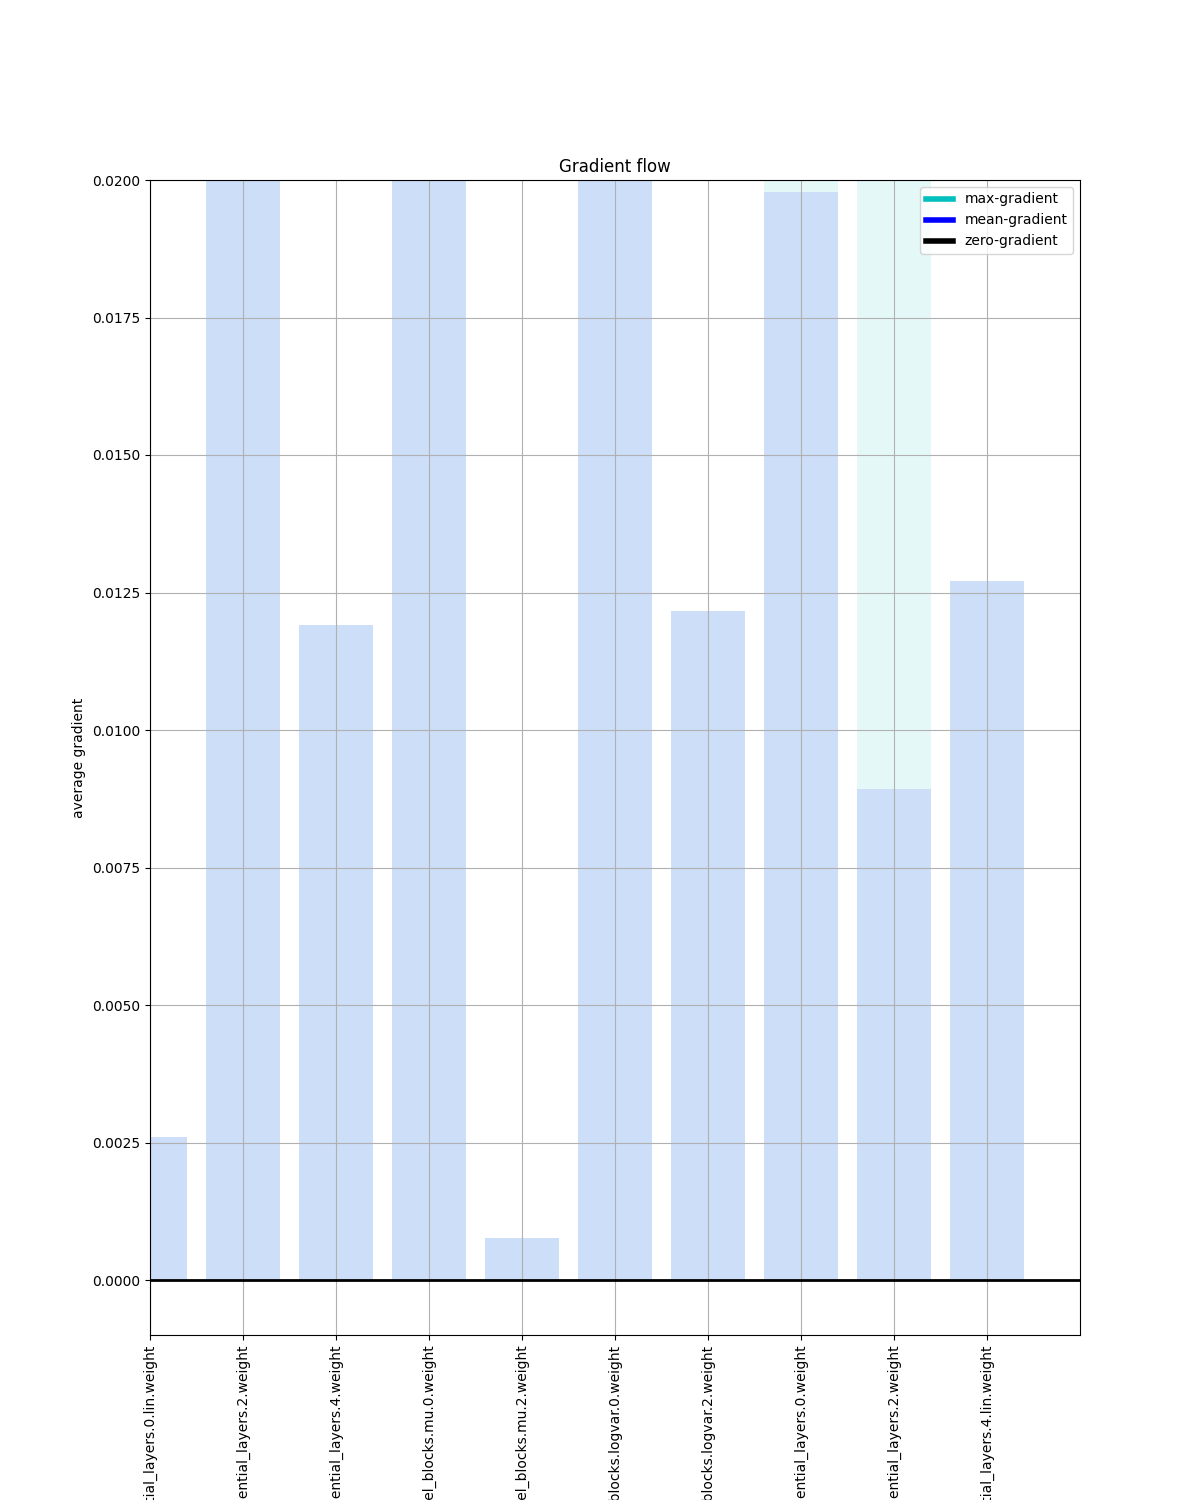 Gradient flow
max-gradient
mean-gradient
zero-gradient
average gradient
0.0200
0.0175
0.0150
0.0125
0.0100
0.0075
0.0050
0.0025
0.0000
tial_layers.0.lin.weight
ential_layers.2.weight
ential_layers.4.weight
el_blocks.mu.0.weight
el_blocks.mu.2.weight
blocks.logvar.0.weight
blocks.logvar.2.weight
ential_layers.0.weight
ential_layers.2.weight
tial_layers.4.lin.weight